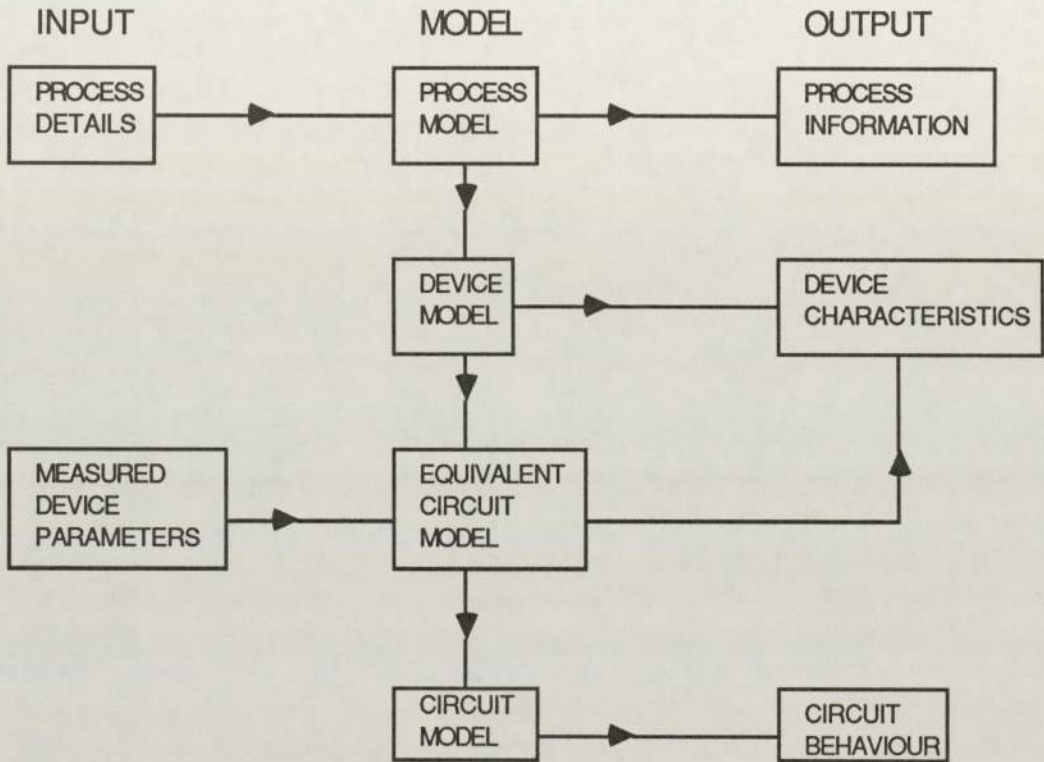 INPUT
MODEL
OUTPUT
PROCESS
DETAILS
PROCESS
MODEL
PROCESS
INFORMATION
DEVICE
MODEL
DEVICE
CHARACTERISTICS
MEASURED
DEVICE
PARAMETERS
EQUIVALENT
CIRCUIT
MODEL
CIRCUIT
MODEL
CIRCUIT
BEHAVIOUR